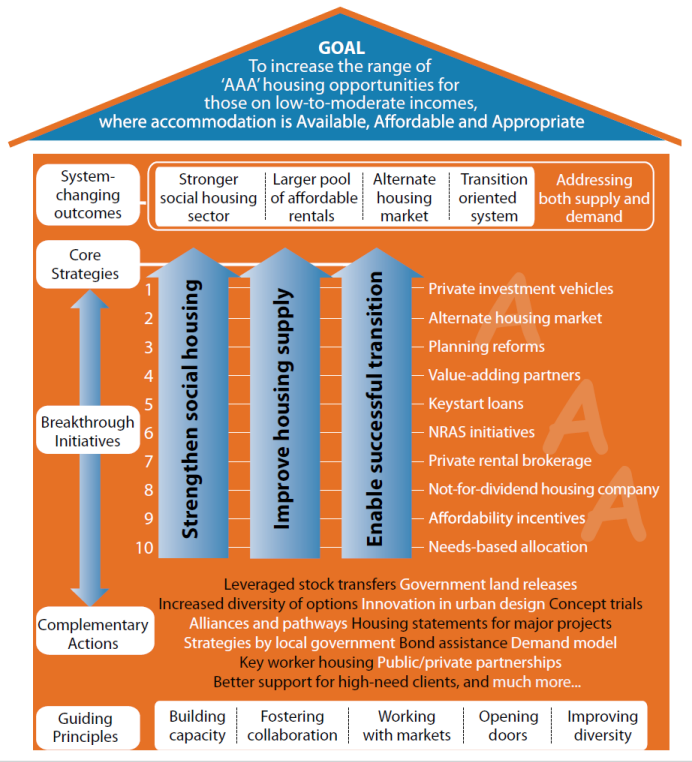 GOAL
To increase the range of
'AAA' housing opportunities for
those on low-to-moderate incomes,
where accommodation is Available, Affordable and Appropriate
System-
changing
outcomes
Stronger
social housing
sector
Larger pool
of affordable
rentals
Alternate
housing
market
Transition
oriented
system
Addressing
both supply and
demand
Core
Strategies
Strengthen social housing
Improve housing supply
Enable successful transition
Breakthrough
Initiatives
1 Private investment vehicles
2 Alternate housing market
3 Planning reforms
4 Value-adding partners
5 Keystart loans
6 NRAS initiatives
7 Private rental brokerage
8 Not-for-dividend housing company
9 Affordability incentives
10 Needs-based allocation
A
A
A
Complementary
Actions
Leveraged stock transfers Government land releases
Increased diversity of options Innovation in urban design Concept trials
Alliances and pathways Housing statements for major projects
Strategies by local government Bond assistance Demand model
Key worker housing Public/private partnerships
Better support for high-need clients, and much more...
Guiding
Principles
Building
capacity
Fostering
collaboration
Working
with markets
Opening
doors
Improving
diversity